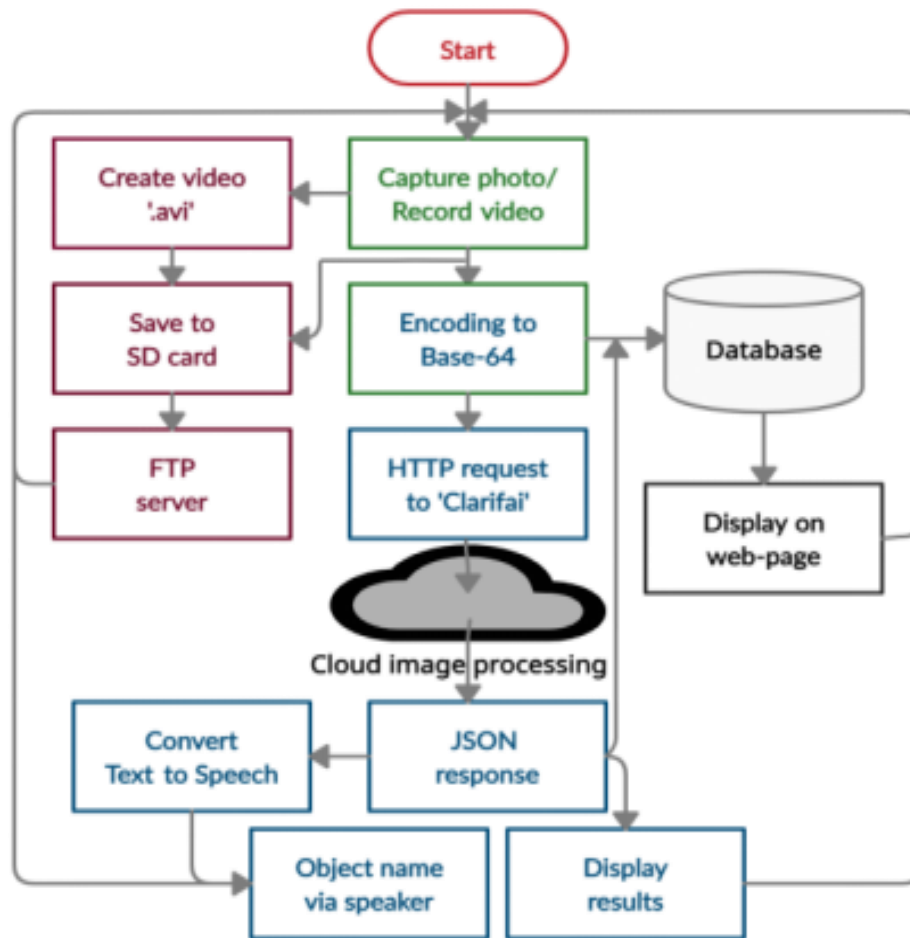 Start
Create video
'.avi'
Capture photo/
Record video
Save to
SD card
Encoding to
Base-64
Database
FTP
server
HTTP request
to 'Clarifai'
Display on
web-page
Cloud image processing
Convert
Text to Speech
JSON
response
Object name
via speaker
Display
results